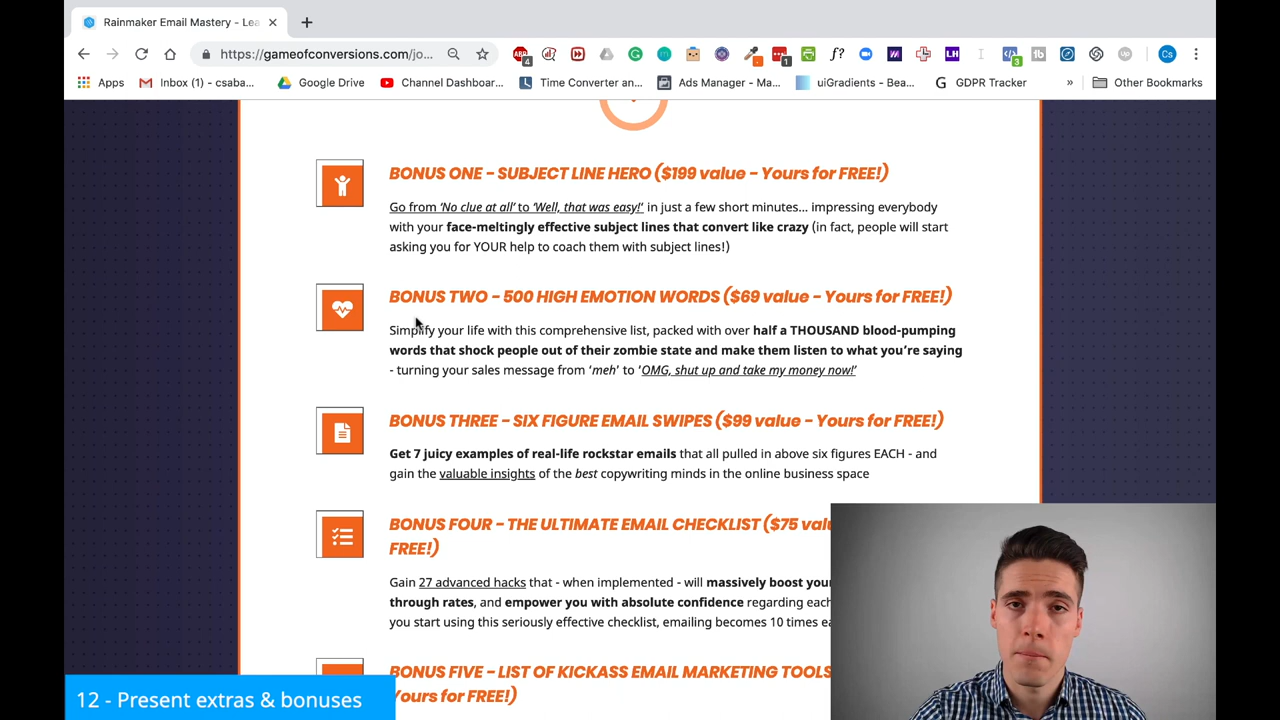 Rainmaker Email Mastery - Lea
https://gameofconversions.com/jo...
Apps
Inbox (1) - csaba...
Google Drive
Channel Dashboar...
Time Converter an...
Ads Manager - Ma...
uiGradients - Bea...
GDPR Tracker
Other Bookmarks
BONUS ONE - SUBJECT LINE HERO ($199 value - Yours for FREE!)
Go from 'No clue at all' to 'Well, that was easy!' in just a few short minutes... impressing everybody
with your face-meltingly effective subject lines that convert like crazy (in fact, people will start
asking you for YOUR help to coach them with subject lines!)
BONUS TWO - 500 HIGH EMOTION WORDS ($69 value - Yours for FREE!)
Simplify your life with this comprehensive list, packed with over half a THOUSAND blood-pumping
words that shock people out of their zombie state and make them listen to what you're saying
- turning your sales message from 'meh' to 'OMG, shut up and take my money now!'
BONUS THREE - SIX FIGURE EMAIL SWIPES ($99 value - Yours for FREE!)
Get 7 juicy examples of real-life rockstar emails that all pulled in above six figures EACH - and
gain the valuable insights of the best copywriting minds in the online business space
BONUS FOUR - THE ULTIMATE EMAIL CHECKLIST ($75
FREE!)
Gain 27 advanced hacks that - when implemented - will massively boost
through rates, and empower you with absolute confidence regarding
you start using this seriously effective checklist, emailing becomes 10 times
BONUS FIVE - LIST OF KICKASS EMAIL MARKETING TOOLS
Yours for FREE!)
12 - Present extras & bonuses